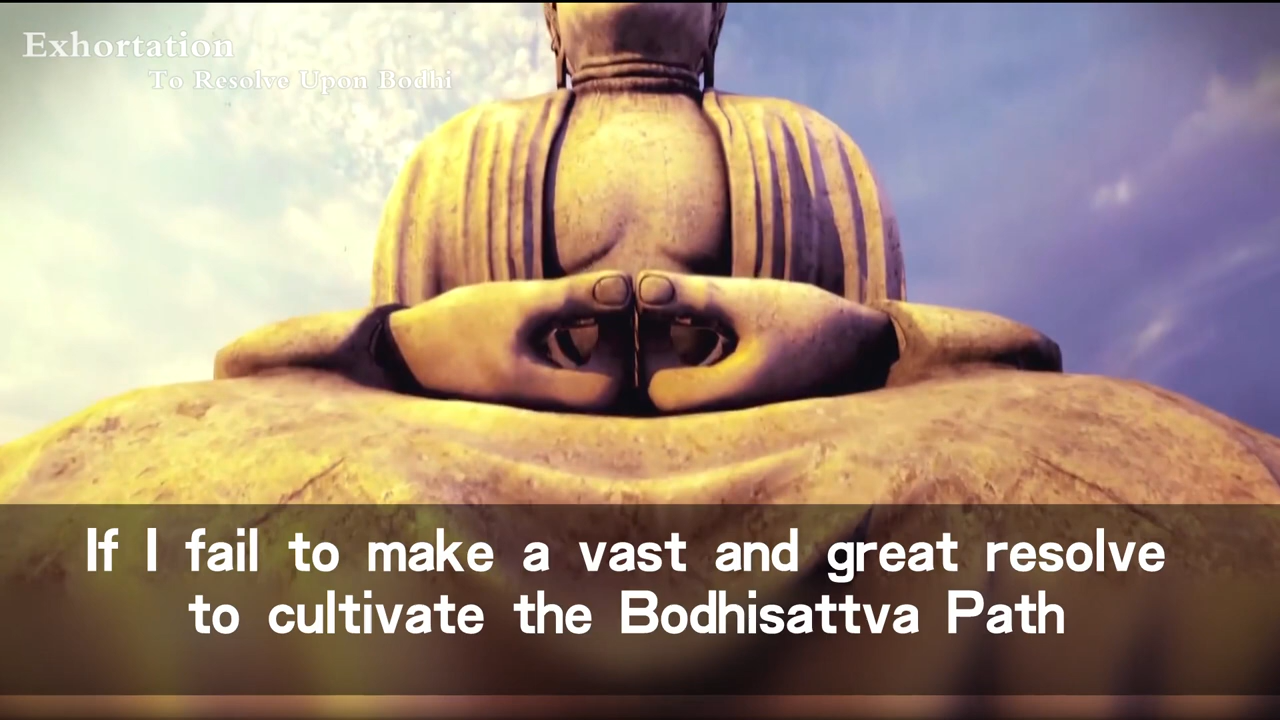 Exhortation
To Resolve Upon Bodhi
If I fail to make a vast and great resolve
to cultivate the Bodhisattva Path